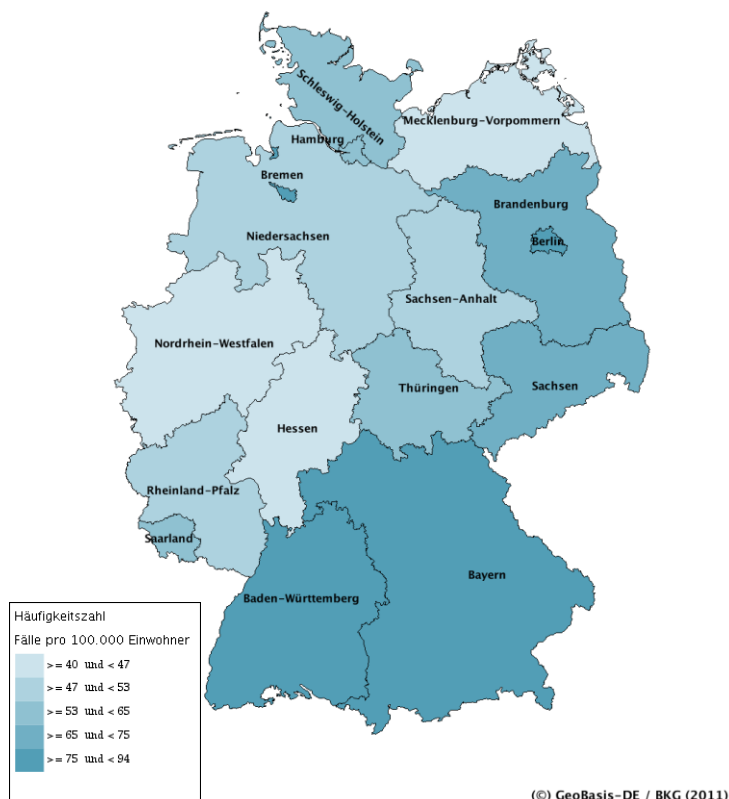 Schleswig-Holstein
Mecklenburg-Vorpommern
Hamburg
Bremen
Brandenburg
Niedersachsen
Berlin
Sachsen-Anhalt
Nordrhein-Westfalen
Thüringen
Sachsen
Hessen
Rheinland-Pfalz
Saarland
Bayern
Baden-Württemberg
Häufigkeitszahl
Fälle pro 100.000 Einwohner
>= 40 und < 47
>= 47 und < 53
>= 53 und < 65
>= 65 und < 75
>= 75 und < 94
(©) GeoBasis-DE / BKG (2011)